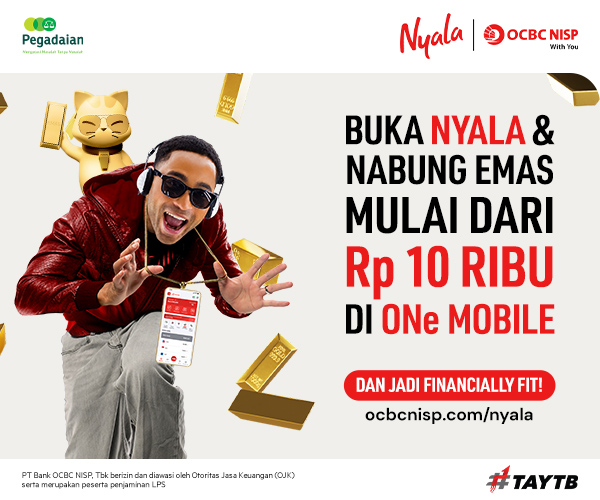 Pegadaian
Nyala
OCBC NISP
With You
BUKA NYALA &
NABUNG EMAS
MULAI DARI
Rp 10 RIBU
DI ONe MOBILE
DAN JADI FINANCIALLY FIT!
ocbcnisp.com/nyala
PT Bank OCBC NISP, Tbk berizin dan diawasi oleh Otoritas Jasa Keuangan (OJK)
serta merupakan peserta penjaminan LPS
#TAYTB